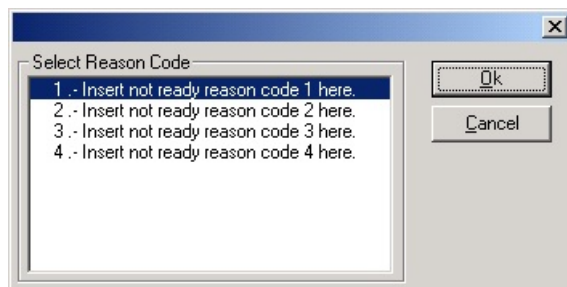 Select Reason Code
1 .- Insert not ready reason code 1 here.
2 .- Insert not ready reason code 2 here.
3 .- Insert not ready reason code 3 here.
4 .- Insert not ready reason code 4 here.
Ok
Cancel